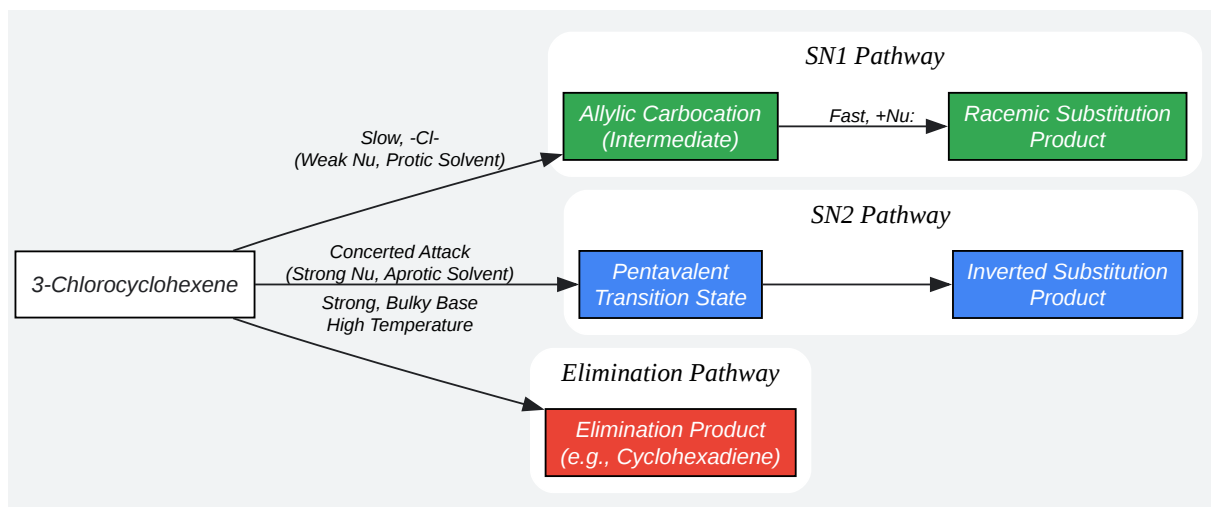 SN1 Pathway
Allylic Carbocation
(Intermediate)
Fast, +Nu:
Racemic Substitution
Product
Slow, -Cl-
(Weak Nu, Protic Solvent)
SN2 Pathway
3-Chlorocyclohexene
Concerted Attack
(Strong Nu, Aprotic Solvent)
Pentavalent
Transition State
Inverted Substitution
Product
Strong, Bulky Base
High Temperature
Elimination Pathway
Elimination Product
(e.g., Cyclohexadiene)